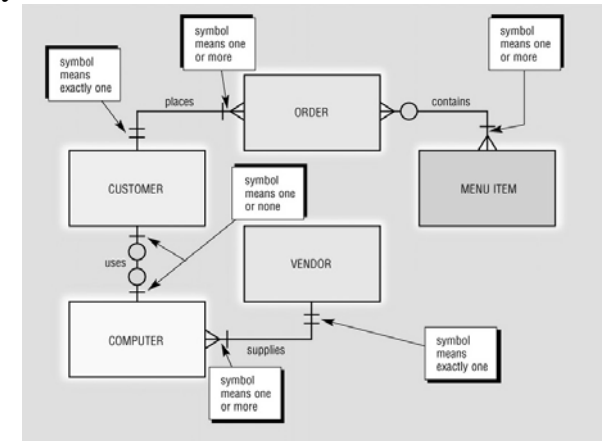 symbol
means one
or more
symbol
means one
or more
symbol
means
exactly one
places
ORDER
contains
CUSTOMER
symbol
means one
or none
MENU ITEM
uses
VENDOR
COMPUTER
supplies
symbol
means
exactly one
symbol
means one
or more